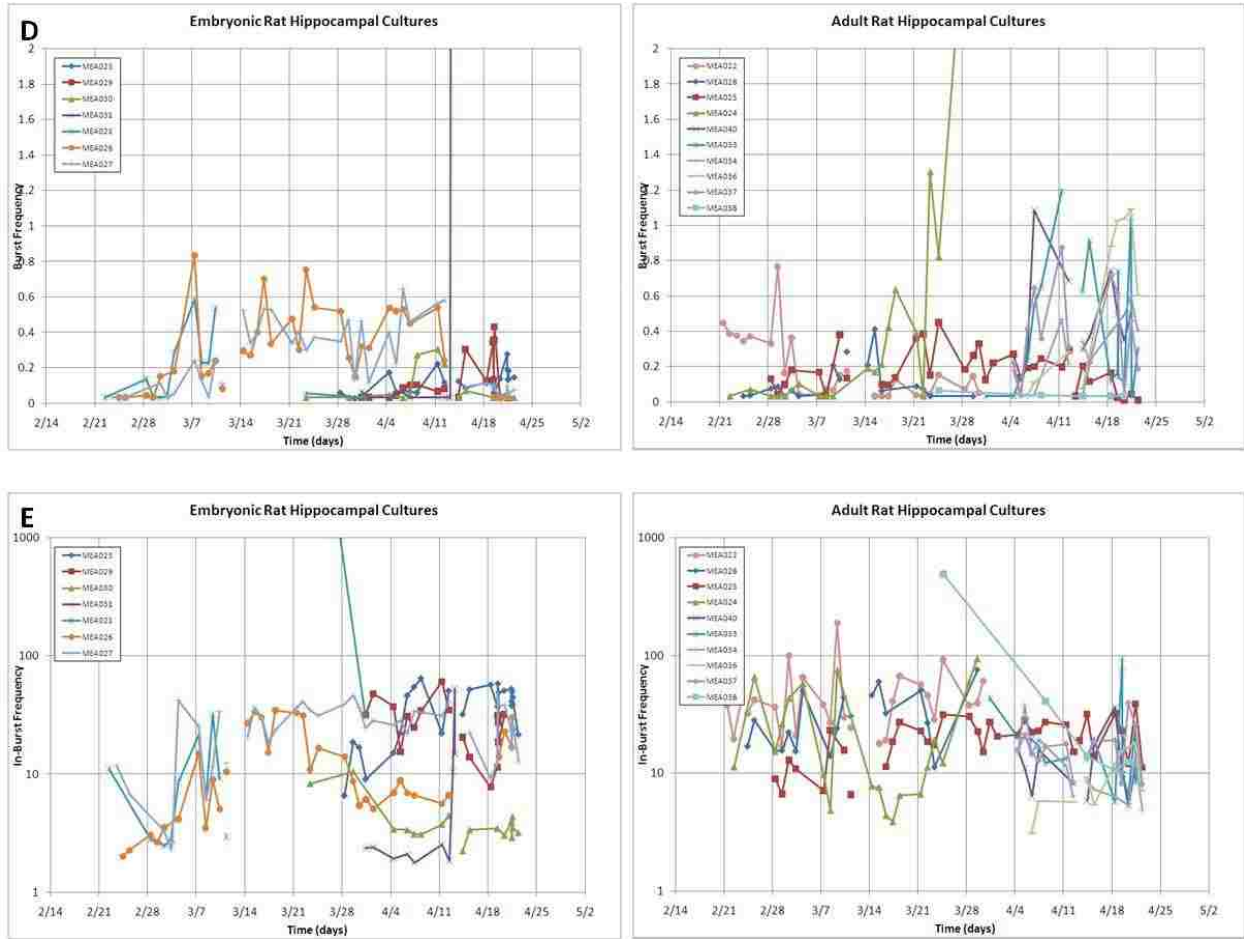 D
Embryonic Rat Hippocampal Cultures
2
1.8
1.6
1.4
1.2
1
0.8
0.6
0.4
0.2
0
Burst Frequency
MEA029
MEA030
MEA031
MEA026
MEA027
2/14 2/21 2/28 3/7 3/14 3/21 3/28 4/4 4/11 4/18 4/25 5/2
Time (days)
Adult Rat Hippocampal Cultures
2
1.8
1.6
1.4
1.2
1
0.8
0.6
0.4
0.2
0
Burst Frequency
MEA022
MEA028
MEA025
MEA024
MEA040
MEA033
MEA034
MEA036
MEA037
MEA038
2/14 2/21 2/28 3/7 3/14 3/21 3/28 4/4 4/11 4/18 4/25 5/2
Time (days)
E
Embryonic Rat Hippocampal Cultures
1000
100
10
1
In-Burst Frequency
MEA029
MEA030
MEA031
MEA026
MEA027
2/14 2/21 2/28 3/7 3/14 3/21 3/28 4/4 4/11 4/18 4/25 5/2
Time (days)
Adult Rat Hippocampal Cultures
1000
100
10
1
In-Burst Frequency
MEA022
MEA028
MEA025
MEA024
MEA040
MEA033
MEA034
MEA036
MEA037
MEA038
2/14 2/21 2/28 3/7 3/14 3/21 3/28 4/4 4/11 4/18 4/25 5/2
Time (days)